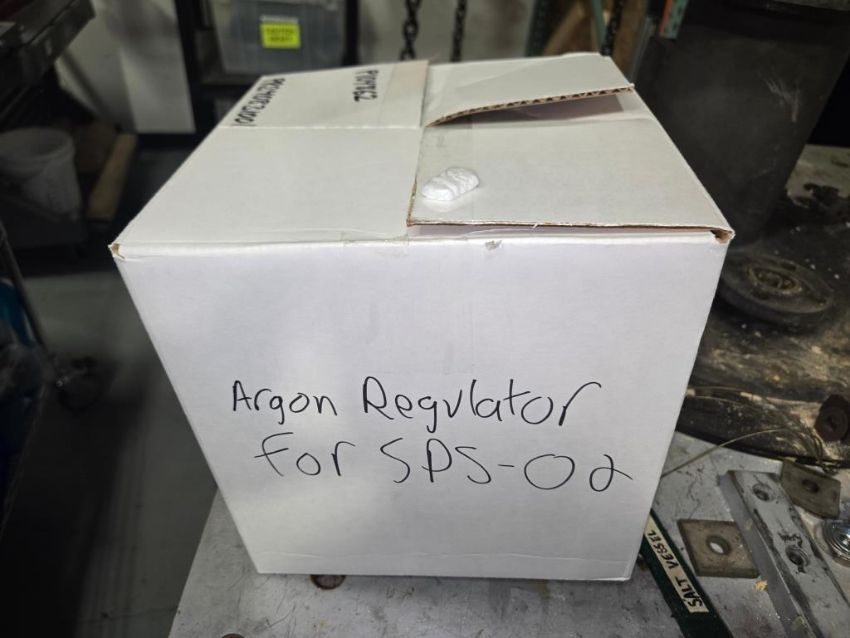 Argon Regulator
for SPS-02
SALT VESSEL